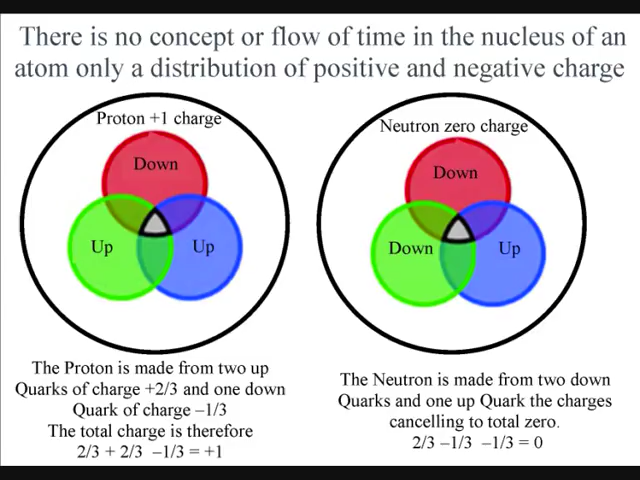 There is no concept or flow of time in the nucleus of an
atom only a distribution of positive and negative charge
Proton +1 charge
Down
Up
Up
The Proton is made from two up
Quarks of charge +2/3 and one down
Quark of charge –1/3
The total charge is therefore
2/3 + 2/3 –1/3 = +1
Neutron zero charge
Down
Down
Up
The Neutron is made from two down
Quarks and one up Quark the charges
cancelling to total zero.
2/3 –1/3 –1/3 = 0